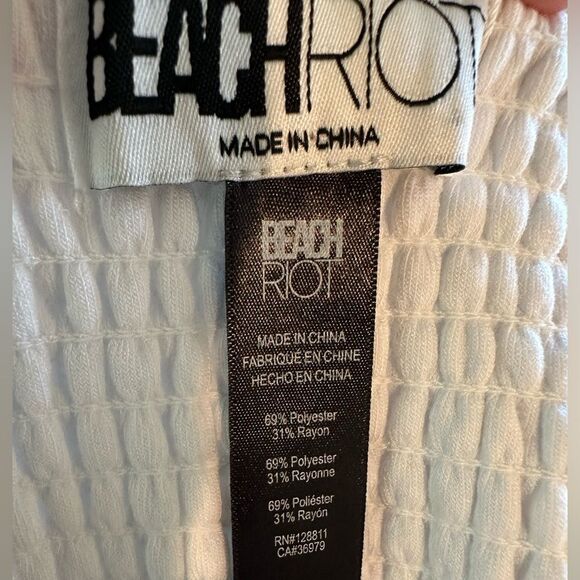 BEACHRIOT
MADE IN CHINA
BEACH
RIOT
MADE IN CHINA
FABRIQUÉ EN CHINE
HECHO EN CHINA
69% Polyester
31% Rayon
69% Polyester
31% Rayonne
69% Poliéster
31% Rayón
RN#128811
CA#36979